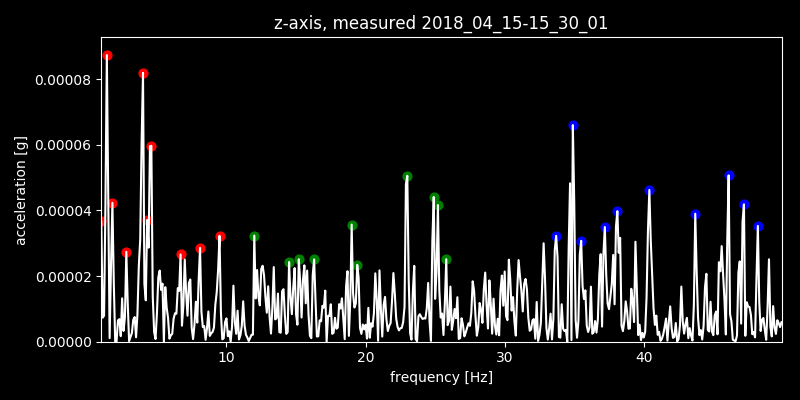 z-axis, measured 2018_04_15-15_30_01
0.00008
0.00006
0.00004
0.00002
0.00000
acceleration [g]
10 20 30 40
frequency [Hz]